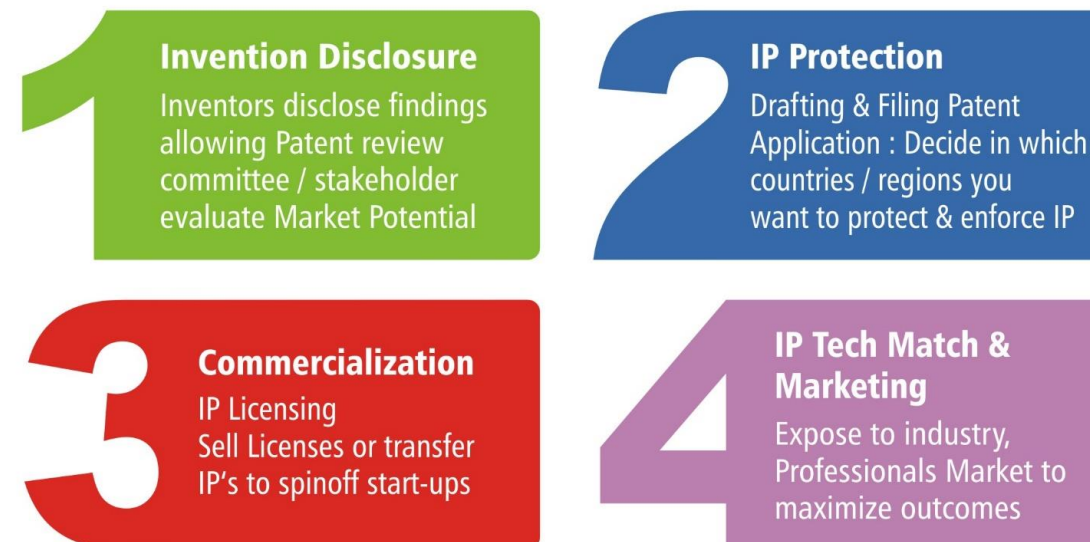 1
Invention Disclosure
Inventors disclose findings
allowing Patent review
committee / stakeholder
evaluate Market Potential
2
IP Protection
Drafting & Filing Patent
Application : Decide in which
countries / regions you
want to protect & enforce IP
3
Commercialization
IP Licensing
Sell Licenses or transfer
IP's to spinoff start-ups
4
IP Tech Match &
Marketing
Expose to industry,
Professionals Market to
maximize outcomes